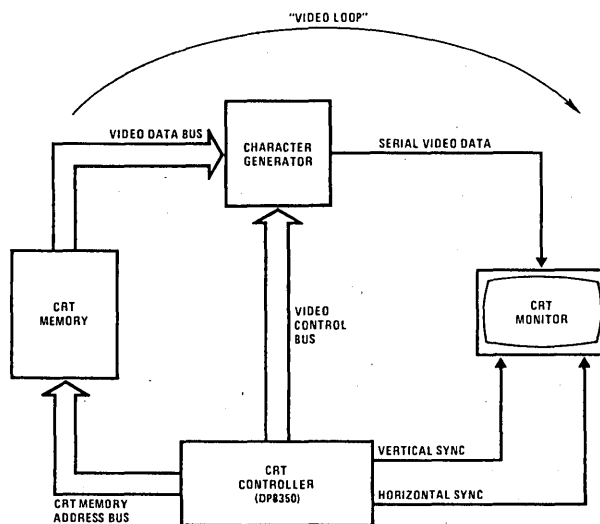 "VIDEO LOOP"
VIDEO DATA BUS
CHARACTER
GENERATOR
SERIAL VIDEO DATA
CRT
MEMORY
VIDEO
CONTROL
BUS
CRT
MONITOR
CRT
CONTROLLER
(DP8350)
VERTICAL SYNC
HORIZONTAL SYNC
CRT MEMORY
ADDRESS BUS